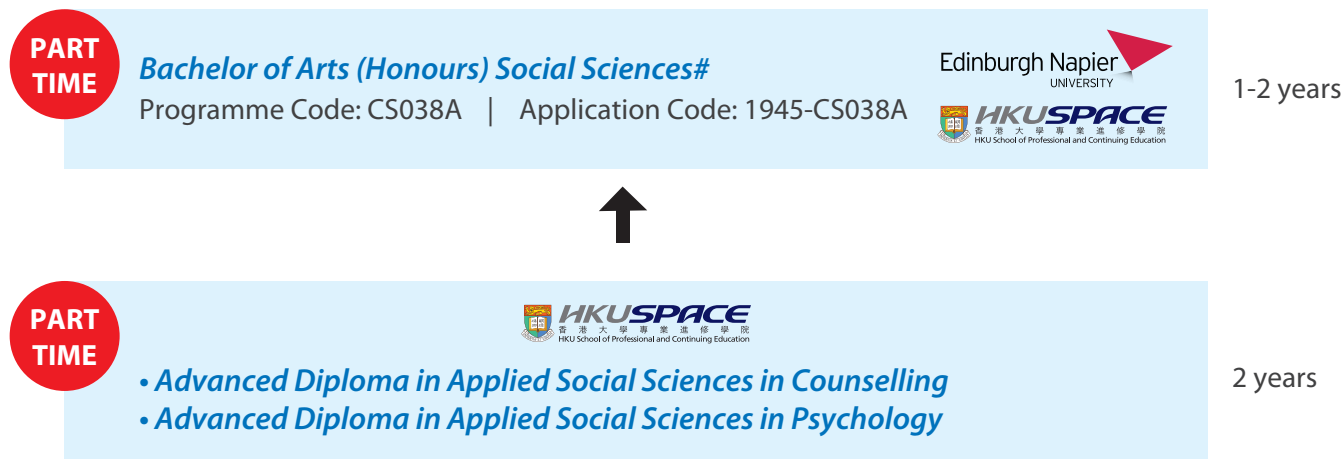 PART
TIME
Bachelor of Arts (Honours) Social Sciences#
Programme Code: CS038A | Application Code: 1945-CS038A
Edinburgh Napier
UNIVERSITY
HKUSPACE
香港大學專業進修學院
HKU School of Professional and Continuing Education
1-2 years
PART
TIME
HKUSPACE
香港大學專業進修學院
HKU School of Professional and Continuing Education
• Advanced Diploma in Applied Social Sciences in Counselling
• Advanced Diploma in Applied Social Sciences in Psychology
2 years